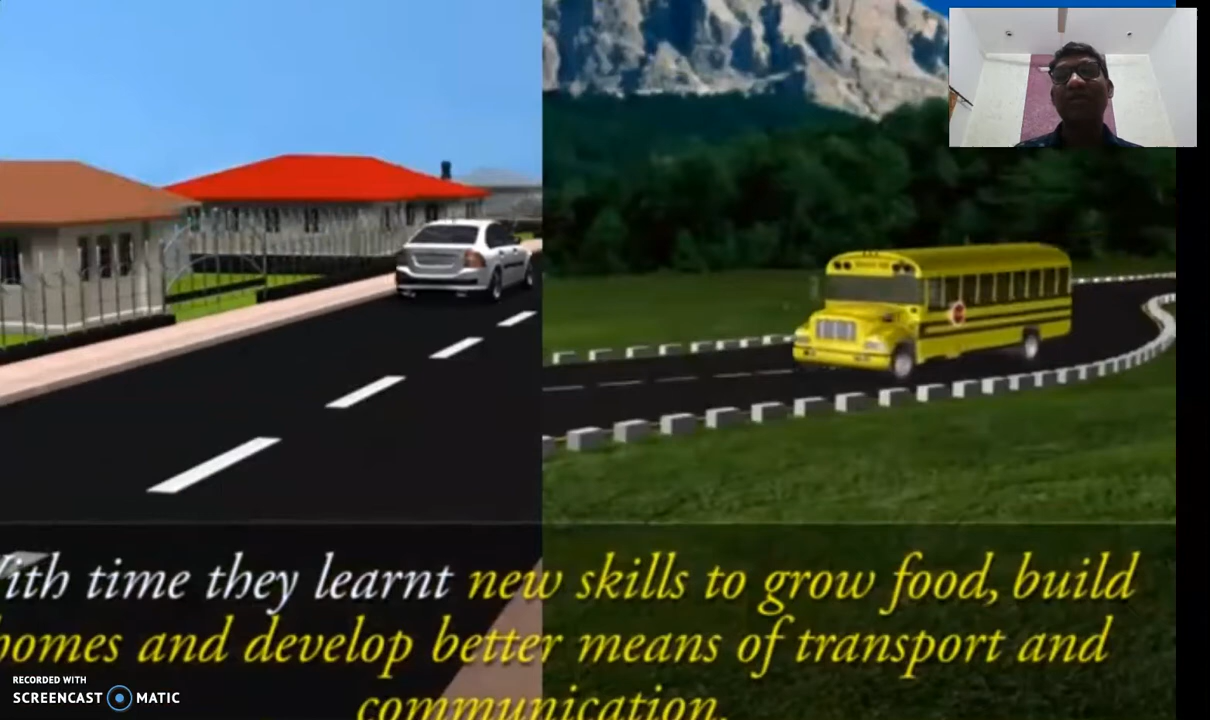 ith time they learnt new skills to grow food, build
homes and develop better means of transport and
communication.
RECORDED WITH
SCREENCAST MATIC